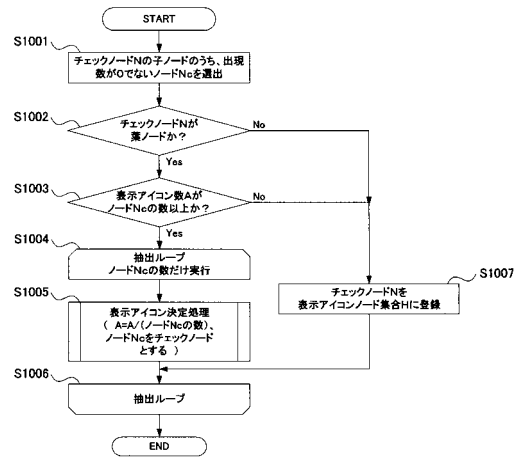 START
S1001
チェックノードNの子ノードのうち、出現
数が0でないノードNcを選出
S1002
チェックノードNが
葉ノードか？
No
Yes
S1003
表示アイコン数Aが
ノードNcの数以上か？
No
Yes
S1004
抽出ループ
ノードNcの数だけ実行
S1005
表示アイコン決定処理
（ A=A/(ノードNcの数)、
ノードNcをチェックノード
とする ）
S1007
チェックノードNを
表示アイコンノード集合Hに登録
S1006
抽出ループ
END